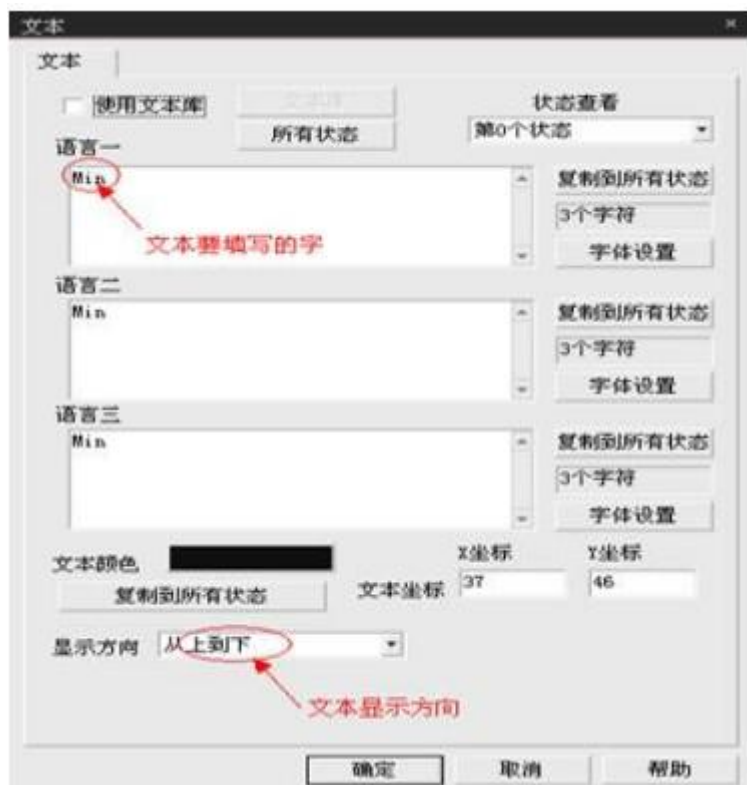 文本
文本
使用文本库
状态查看
所有状态
第0个状态
语言一
Min
复制到所有状态
3个字符
文本要填写的字
字体设置
语言二
Min
复制到所有状态
3个字符
字体设置
语言三
Min
复制到所有状态
3个字符
字体设置
X坐标 Y坐标
文本颜色
文本坐标 37 46
复制到所有状态
显示方向 从上到下
文本显示方向
确定 取消 帮助